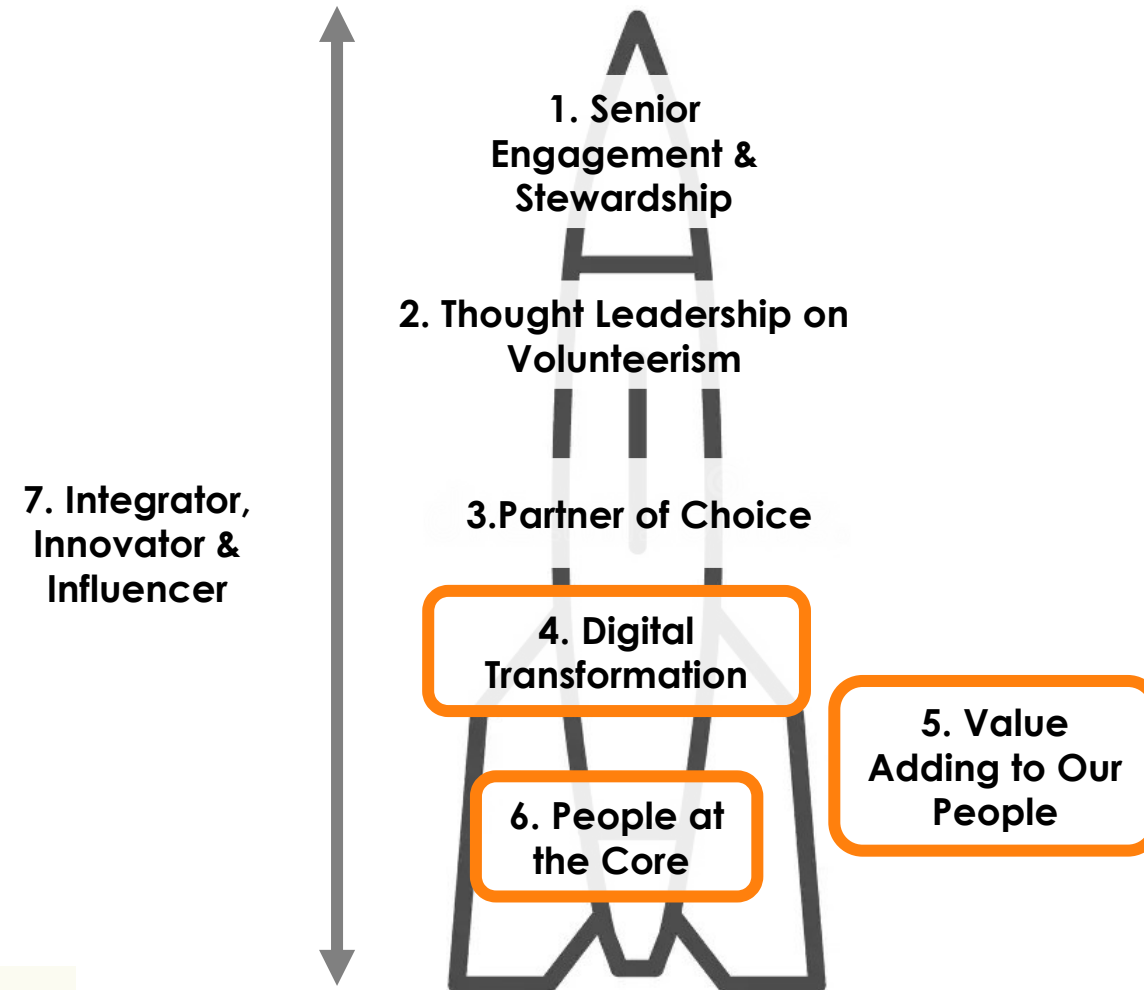 1. Senior
Engagement &
Stewardship
2. Thought Leadership on
Volunteerism
3.Partner of Choice
7. Integrator,
Innovator &
Influencer
4. Digital
Transformation
5. Value
Adding to Our
People
6. People at
the Core